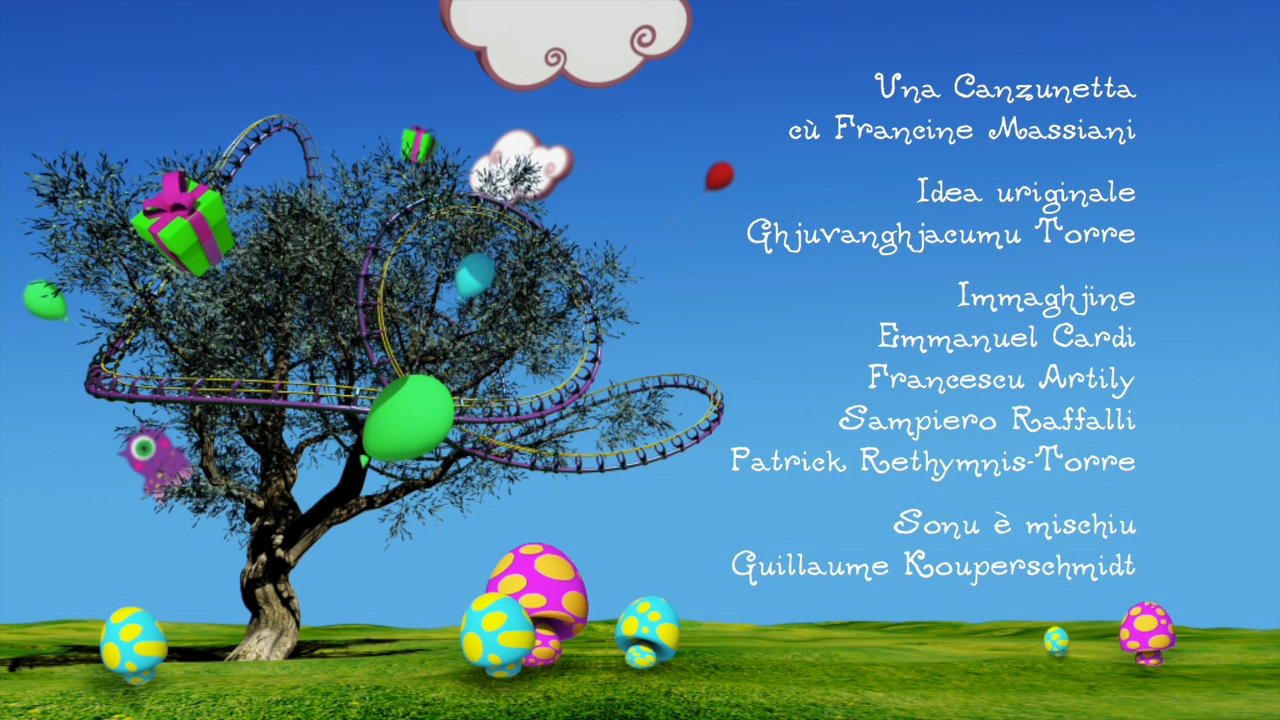 Una Canzunetta
cù Francine Massiani
Idea uriginale
Ghjuvanghjacumu Torre
Immaghjine
Emmanuel Cardi
Francescu Artily
Sampiero Raffalli
Patrick Rethymnis-Torre
Sonu è mischiu
Guillaume Kouperschmidt